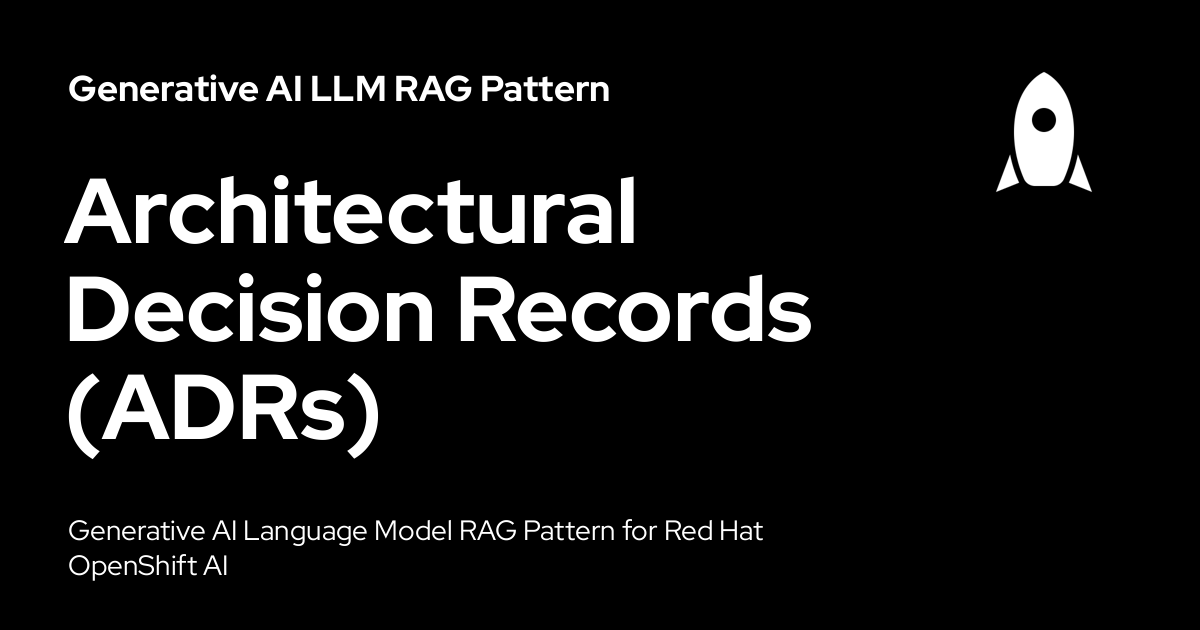 Generative AI LLM RAG Pattern
Architectural
Decision Records
(ADRs)
Generative AI Language Model RAG Pattern for Red Hat
OpenShift AI